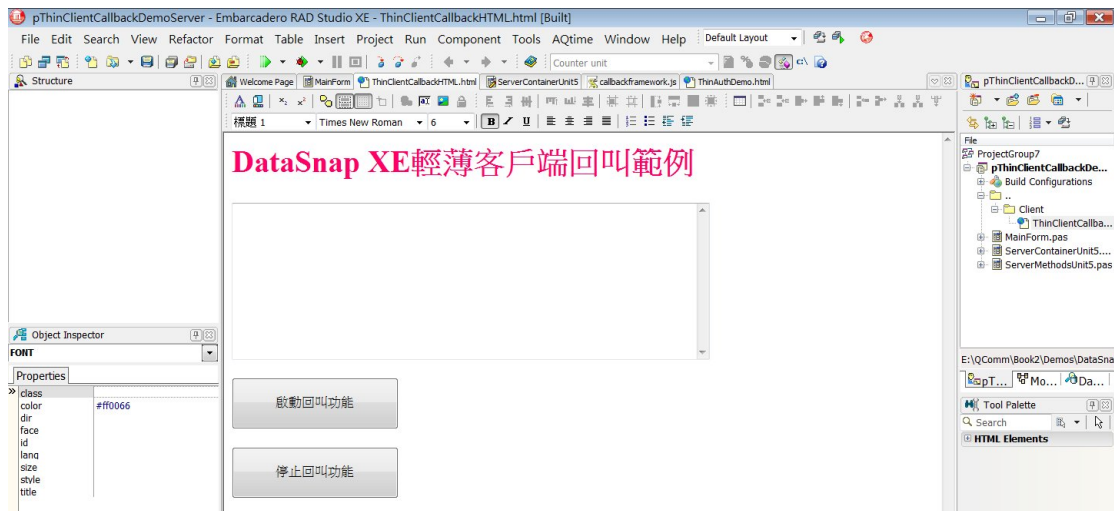 pThinClientCallbackDemoServer - Embarcadero RAD Studio XE - ThinClientCallbackHTML.html [Built]
File Edit Search View Refactor Format Table Insert Project Run Component Tools AQtime Window Help Default Layout
Counter unit
Structure
Welcome Page MainForm ThinClientCallbackHTML.html ServerContainerUnit5 callbackframework.js ThinAuthDemo.html
標題 1 Times New Roman 6 B I U
DataSnap XE輕薄客戶端回叫範例
啟動回叫功能
停止回叫功能
Object Inspector
FONT
Properties
class
color #ff0066
dir
face
id
lang
size
style
title
pThinClientCallbackD...
File
ProjectGroup7
pThinClientCallbackDe...
Build Configurations
..
Client
ThinClientCallba...
MainForm.pas
ServerContainerUnit5....
ServerMethodsUnit5.pas
E:\QComm\Book2\Demos\DataSna
pT... Mo... Da...
Tool Palette
Search
HTML Elements